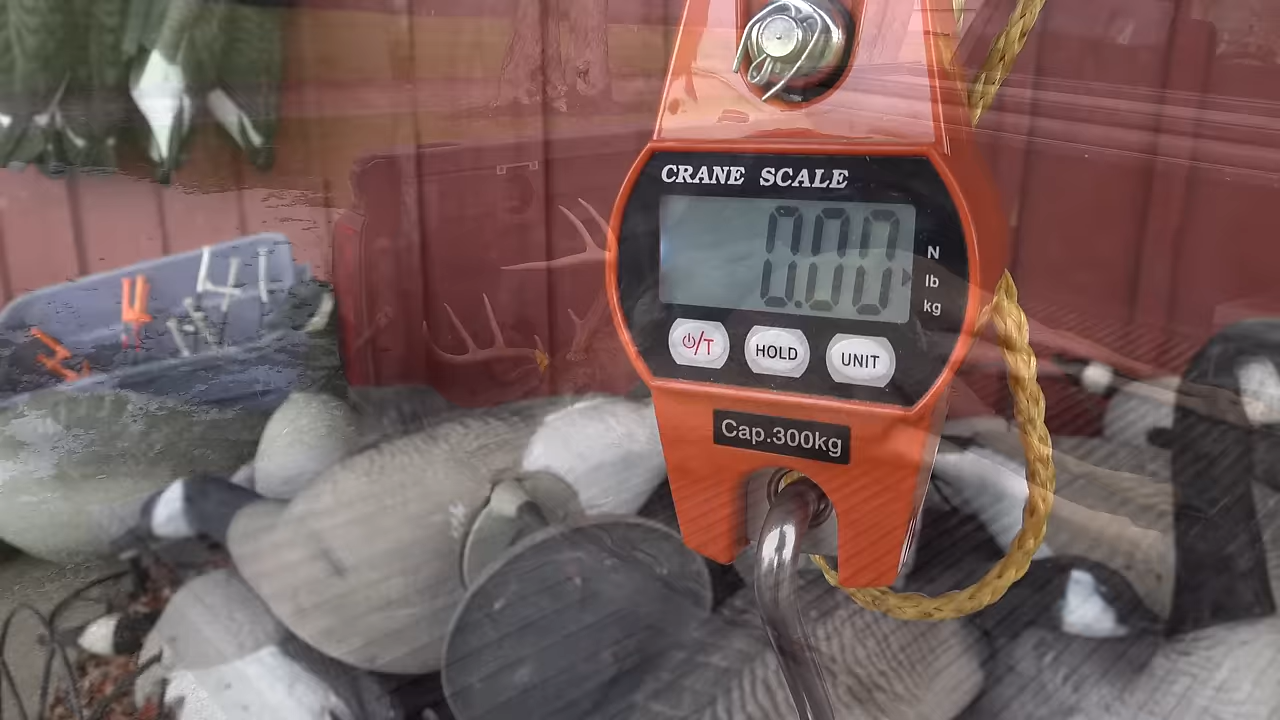 CRANE SCALE
0.00
N
lb
kg
⏻/T
HOLD
UNIT
Cap.300kg